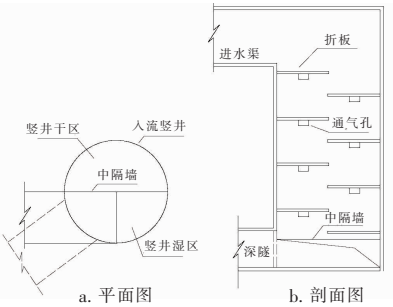 竖井干区
入流竖井
中隔墙
竖井湿区
a. 平面图
进水渠
折板
通气孔
中隔墙
深隧
b. 剖面图